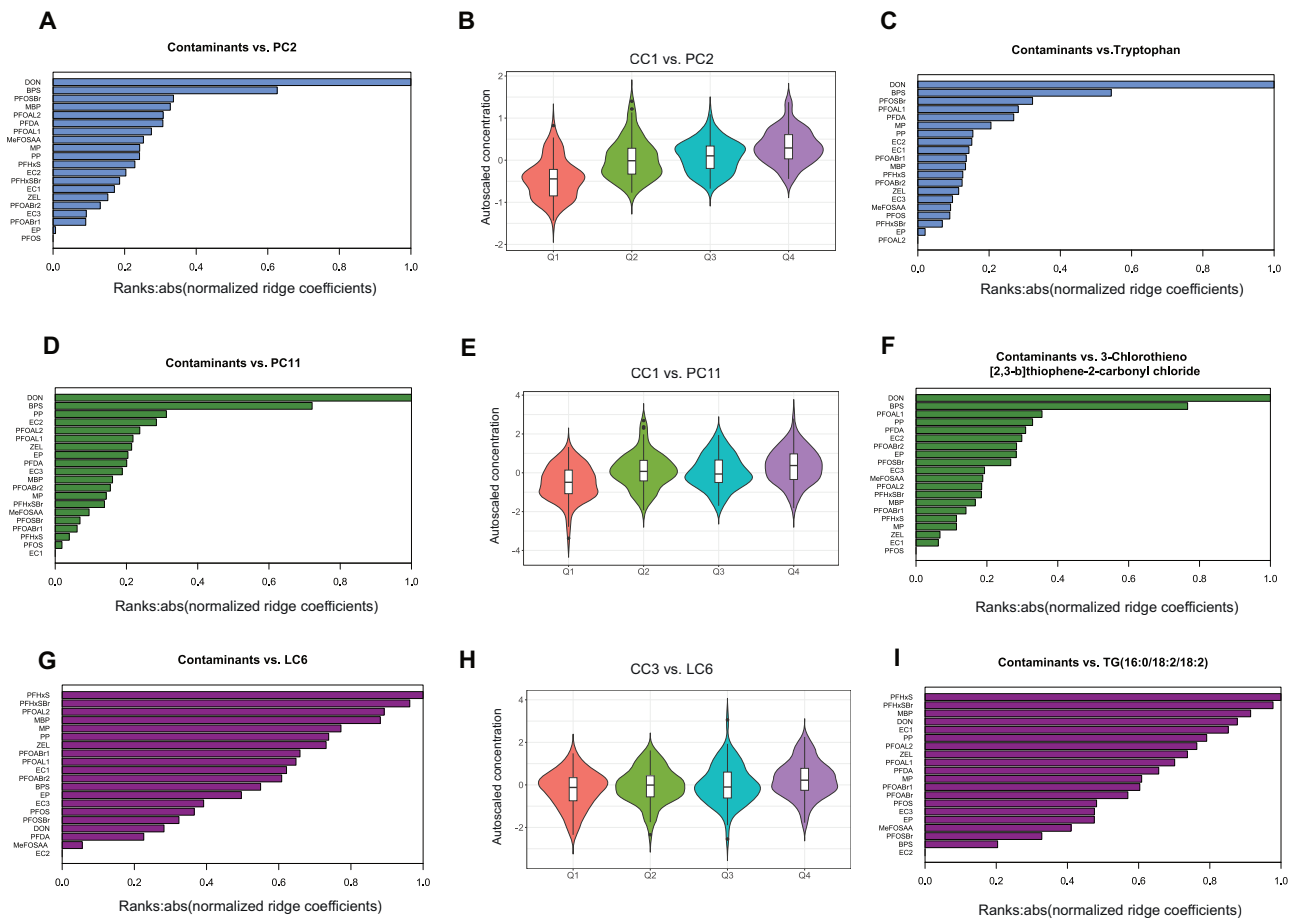 A
Contaminants vs. PC2
DON
BPS
PFOSBr
MBP
PFOAL2
PFDA
PFOAL1
MeFOSAA
MP
PP
PFHxS
EC2
PFHxSBr
EC1
ZEL
PFOABr2
EC3
PFOABr1
EP
PFOS
0.0 0.2 0.4 0.6 0.8 1.0
Ranks:abs(normalized ridge coefficients)
B
CC1 vs. PC2
Autoscaled concentration
2
1
0
-1
-2
Q1 Q2 Q3 Q4
C
Contaminants vs.Tryptophan
DON
BPS
PFOSBr
PFOAL1
PFDA
MP
PP
EC2
EC1
PFOABr1
MBP
PFHxS
PFOABr2
ZEL
EC3
MeFOSAA
PFOS
PFHxSBr
EP
PFOAL2
0.0 0.2 0.4 0.6 0.8 1.0
Ranks:abs(normalized ridge coefficients)
D
Contaminants vs. PC11
DON
BPS
PP
EC2
PFOAL2
PFOAL1
ZEL
EP
PFDA
EC3
MBP
PFOABr2
MP
PFHxSBr
MeFOSAA
PFOSBr
PFOABr1
PFHxS
PFOS
EC1
0.0 0.2 0.4 0.6 0.8 1.0
Ranks:abs(normalized ridge coefficients)
E
CC1 vs. PC11
Autoscaled concentration
4
2
0
-2
-4
Q1 Q2 Q3 Q4
F
Contaminants vs. 3-Chlorothieno
[2,3-b]thiophene-2-carbonyl chloride
DON
BPS
PFOAL1
PP
PFDA
EC2
PFOABr2
EP
PFOSBr
EC3
MeFOSAA
PFOAL2
PFHxSBr
MBP
PFOABr1
PFHxS
MP
ZEL
EC1
PFOS
0.0 0.2 0.4 0.6 0.8 1.0
Ranks:abs(normalized ridge coefficients)
G
Contaminants vs. LC6
PFHxS
PFHxSBr
PFOAL2
MBP
MP
PP
ZEL
PFOABr1
PFOAL1
EC1
PFOABr2
BPS
EP
EC3
PFOS
PFOSBr
DON
PFDA
MeFOSAA
EC2
0.0 0.2 0.4 0.6 0.8 1.0
Ranks:abs(normalized ridge coefficients)
H
CC3 vs. LC6
Autoscaled concentration
4
2
0
-2
Q1 Q2 Q3 Q4
I
Contaminants vs. TG(16:0/18:2/18:2)
PFHxS
PFHxSBr
MBP
DON
EC1
PP
PFOAL2
ZEL
PFOAL1
PFDA
MP
PFOABr1
PFOABr
PFOS
EC3
EP
MeFOSAA
PFOSBr
BPS
EC2
0.0 0.2 0.4 0.6 0.8 1.0
Ranks:abs(normalized ridge coefficients)